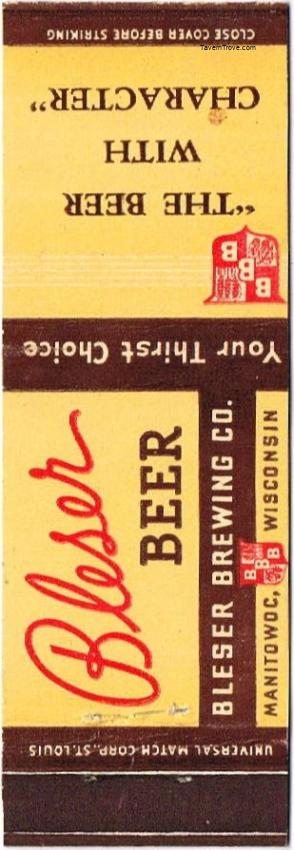 CLOSE COVER BEFORE STRIKING
TavernTrove.com
"THE BEER
WITH
CHARACTER"
BBB
Your Thirst Choice
Bleser
BEER
BLESER BREWING CO.
MANITOWOC, WISCONSIN
BBB
UNIVERSAL MATCH CORP., ST. LOUIS